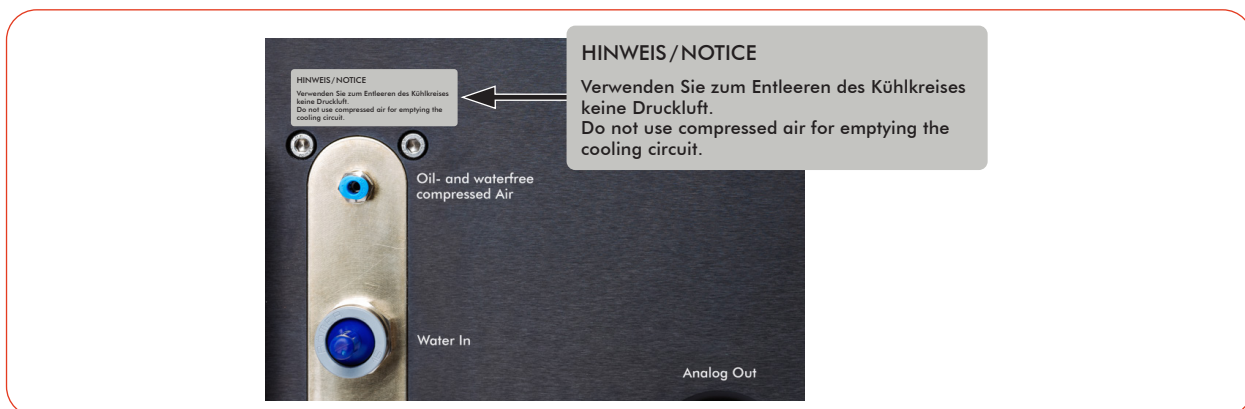 HINWEIS/NOTICE
Verwenden Sie zum Entleeren des Kühlkreises
keine Druckluft.
Do not use compressed air for emptying the
cooling circuit.
HINWEIS/NOTICE
Verwenden Sie zum Entleeren des Kühlkreises
keine Druckluft.
Do not use compressed air for emptying the
cooling circuit.
Oil- and waterfree
compressed Air
Water In
Analog Out